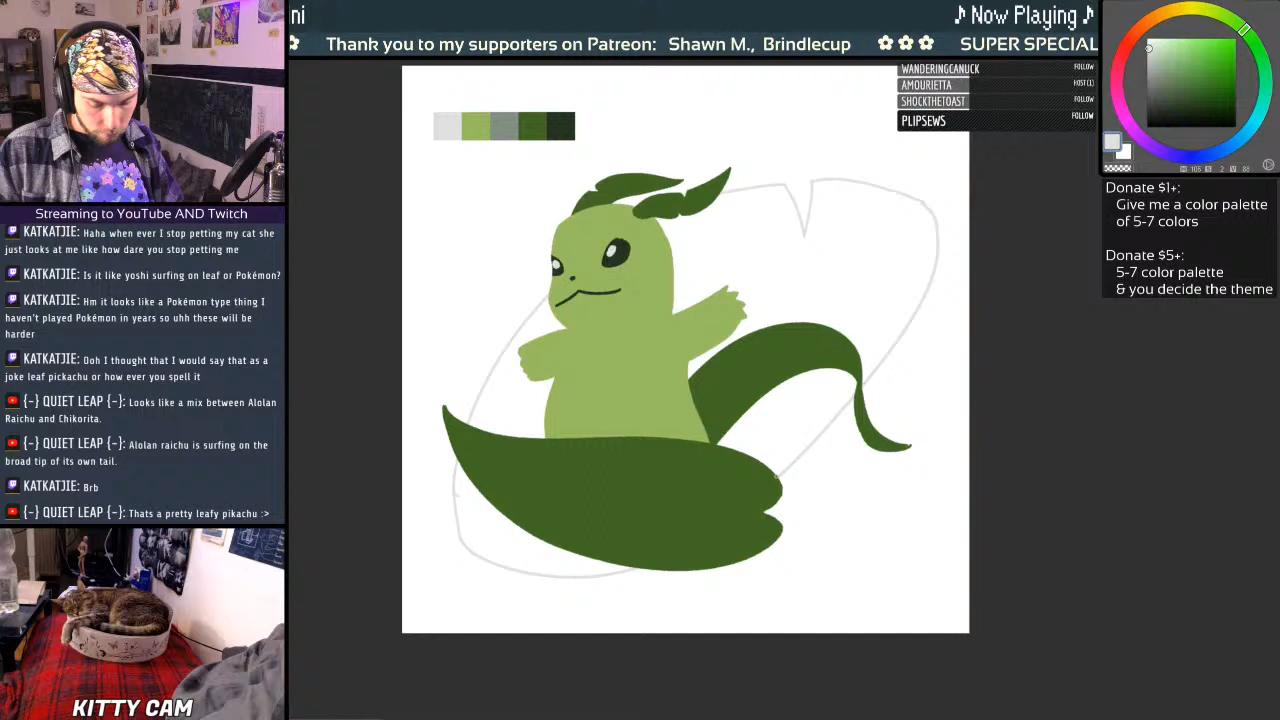 ni
♪ Now Playing ♪
Thank you to my supporters on Patreon: Shawn M., Brindlecup
SUPER SPECIAL
WANDERINGCANUCK FOLLOW
AMOURIETTA HOST (1)
SHOCKTHETOAST FOLLOW
PLIPSEWS FOLLOW
Donate $1+:
Give me a color palette
of 5-7 colors
Donate $5+:
5-7 color palette
& you decide the theme
Streaming to YouTube AND Twitch
KATKATJIE: Haha when ever I stop petting my cat she
just looks at me like how dare you stop petting me
KATKATJIE: Is it like yoshi surfing on leaf or Pokémon?
KATKATJIE: Hm it looks like a Pokémon type thing I
haven't played Pokémon in years so uhh these will be
harder
KATKATJIE: Ooh I thought that I would say that as a
joke leaf pickachu or how ever you spell it
{~} QUIET LEAP {~}: Looks like a mix between Alolan
Raichu and Chikorita.
{~} QUIET LEAP {~}: Alolan raichu is surfing on the
broad tip of its own tail.
KATKATJIE: Brb
{~} QUIET LEAP {~}: Thats a pretty leafy pikachu :>
KITTY CAM